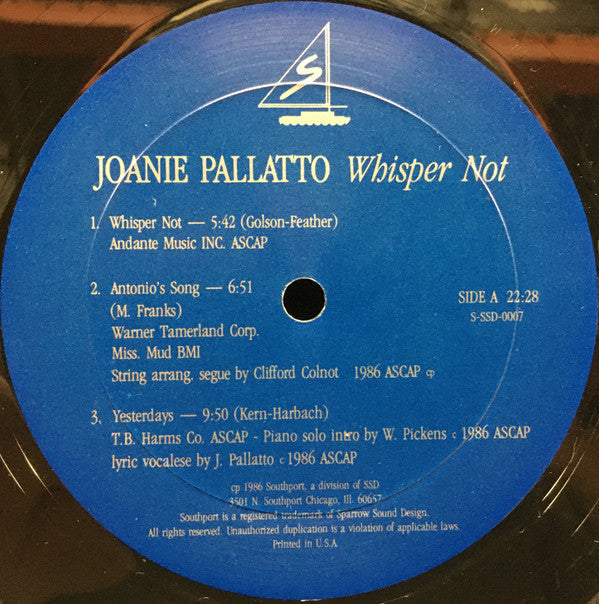 S
JOANIE PALLATTO Whisper Not
1. Whisper Not — 5:42 (Golson-Feather)
Andante Music INC. ASCAP
2. Antonio's Song — 6:51
(M. Franks)
Warner Tamerland Corp.
Miss. Mud BMI
String arrang. segue by Clifford Colnot 1986 ASCAP cp
SIDE A 22:28
S-SSD-0007
3. Yesterdays — 9:50 (Kern-Harbach)
T.B. Harms Co. ASCAP - Piano solo intro by W. Pickens c 1986 ASCAP
lyric vocalese by J. Pallatto c 1986 ASCAP
cp 1986 Southport, a division of SSD
3501 N. Southport Chicago, Ill. 60657
Southport is a registered trademark of Sparrow Sound Design.
All rights reserved. Unauthorized duplication is a violation of applicable laws.
Printed in U.S.A